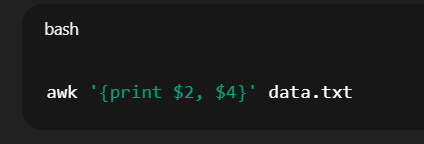 bash
awk '{print $2, $4}' data.txt